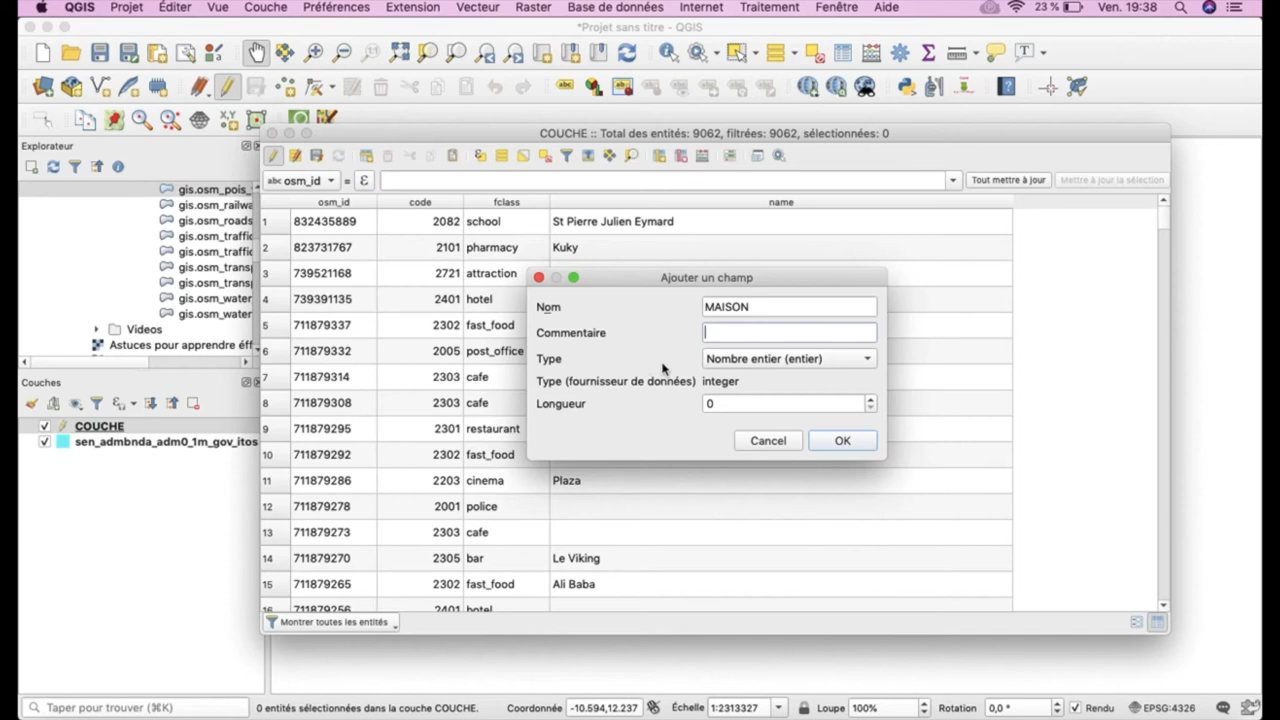 QGIS Projet Éditer Vue Couche Préférences Extension Vecteur Raster Base de données Internet Traitement Fenêtre Aide 23 % Ven. 19:38
*Projet sans titre - QGIS
Explorateur
gis.osm_pois_
gis.osm_railwa
gis.osm_roads
gis.osm_traffic
gis.osm_traffic
gis.osm_transp
gis.osm_transp
gis.osm_water
gis.osm_water
Videos
Astuces pour apprendre éff
Couches
COUCHE
sen_admbnda_adm0_1m_gov_itos
COUCHE :: Total des entités: 9062, filtrées: 9062, sélectionnées: 0
abc osm_id = ε Tout mettre à jour Mettre à jour la sélection
osm_id code fclass name
1 832435889 2082 school St Pierre Julien Eymard
2 823731767 2101 pharmacy Kuky
3 739521168 2721 attraction
4 739391135 2401 hotel
5 711879337 2302 fast_food
6 711879332 2005 post_office
7 711879314 2303 cafe
8 711879308 2303 cafe
9 711879295 2301 restaurant
10 711879292 2302 fast_food
11 711879286 2203 cinema Plaza
12 711879278 2001 police
13 711879273 2303 cafe
14 711879270 2305 bar Le Viking
15 711879265 2302 fast_food Ali Baba
16 711879256 2401 hotel
Montrer toutes les entités
Ajouter un champ
Nom MAISON
Commentaire
Type Nombre entier (entier)
Type (fournisseur de données) integer
Longueur 0
Cancel OK
Taper pour trouver (⌘K) 0 entités sélectionnées dans la couche COUCHE. Coordonnée -10.594,12.237 Échelle 1:2313327 Loupe 100% Rotation 0,0 ° Rendu EPSG:4326